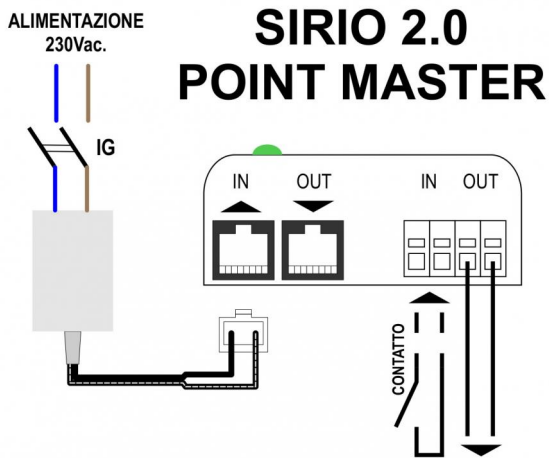 ALIMENTAZIONE
230Vac.
SIRIO 2.0
POINT MASTER
IG
IN OUT IN OUT
CONTATTO